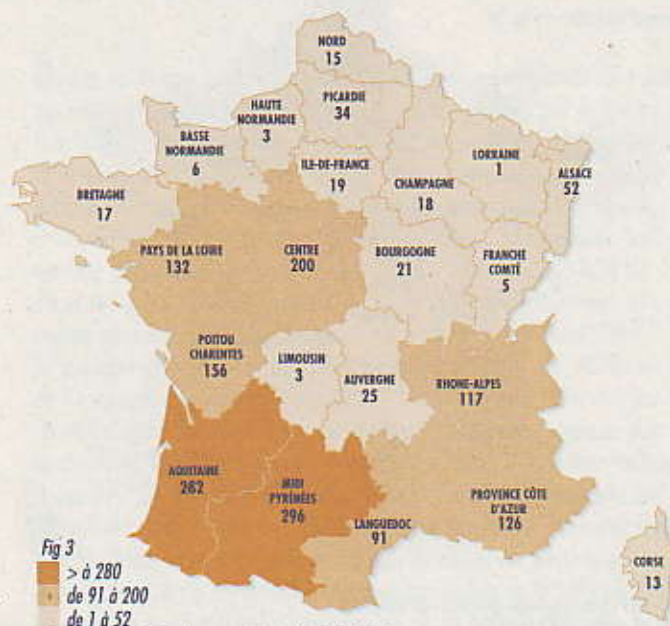 NORD
15
PICARDIE
34
HAUTE
NORMANDIE
3
BASSE
NORMANDIE
6
ILE-DE-FRANCE
19
CHAMPAGNE
18
LORRAINE
1
ALSACE
52
BRETAGNE
17
PAYS DE LA LOIRE
132
CENTRE
200
BOURGOGNE
21
FRANCHE
COMTÉ
5
POITOU
CHARENTES
156
LIMOUSIN
3
AUVERGNE
25
RHONE-ALPES
117
AQUITAINE
282
MIDI
PYRÉNÉES
296
LANGUEDOC
91
PROVENCE CÔTE
D'AZUR
126
CORSE
13
Fig 3
> à 280
de 91 à 200
de 1 à 52